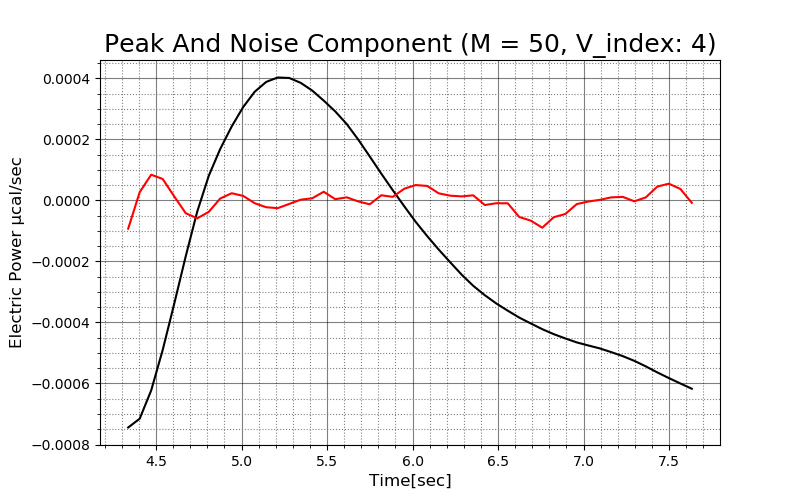 Peak And Noise Component (M = 50, V_index: 4)
Electric Power μcal/sec
0.0004
0.0002
0.0000
−0.0002
−0.0004
−0.0006
−0.0008
4.5 5.0 5.5 6.0 6.5 7.0 7.5
Time[sec]